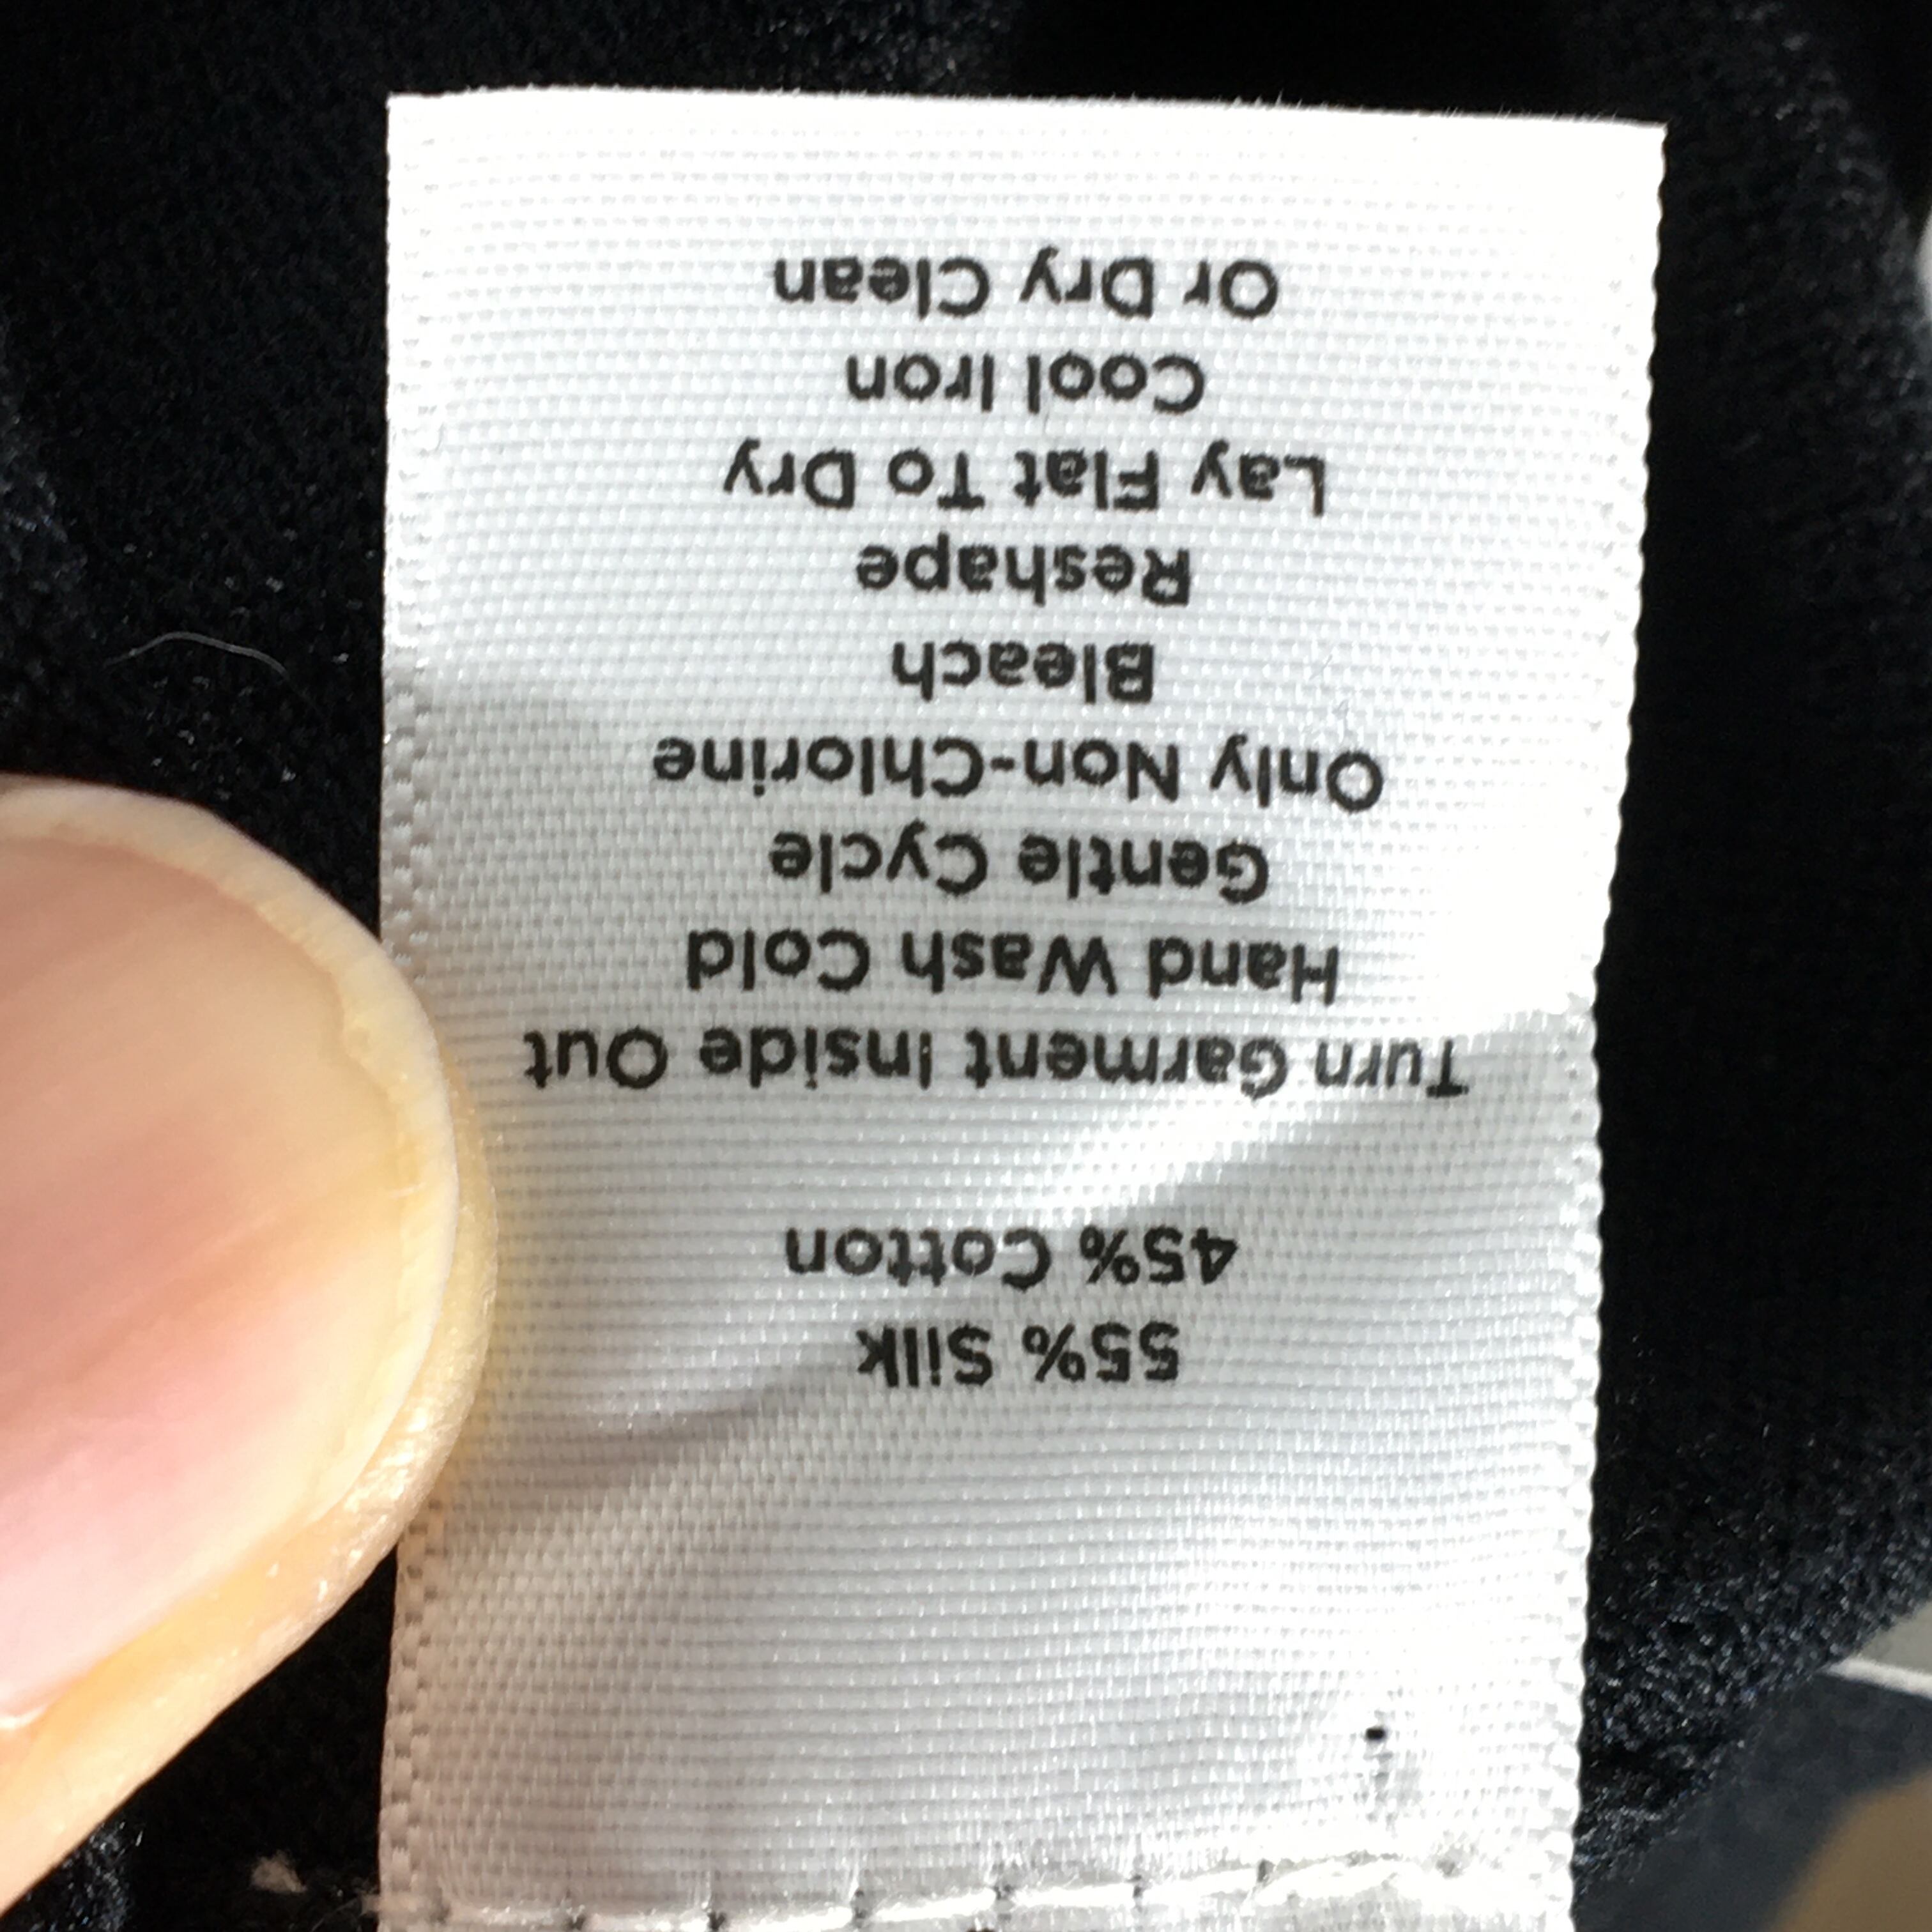 55% Silk
45% Cotton
Turn Garment Inside Out
Hand Wash Cold
Gentle Cycle
Only Non-Chlorine
Bleach
Reshape
Lay Flat To Dry
Cool Iron
Or Dry Clean